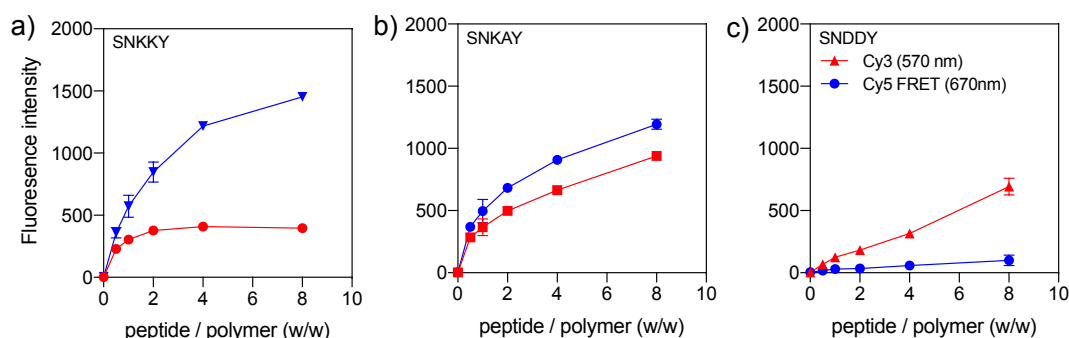 a)
SNKKY
2000
1500
1000
500
0
0 2 4 6 8 10
peptide / polymer (w/w)
Fluoresence intensity
b)
SNKAY
2000
1500
1000
500
0
0 2 4 6 8 10
peptide / polymer (w/w)
c)
SNDDY
Cy3 (570 nm)
Cy5 FRET (670nm)
2000
1500
1000
500
0
0 2 4 6 8 10
peptide / polymer (w/w)